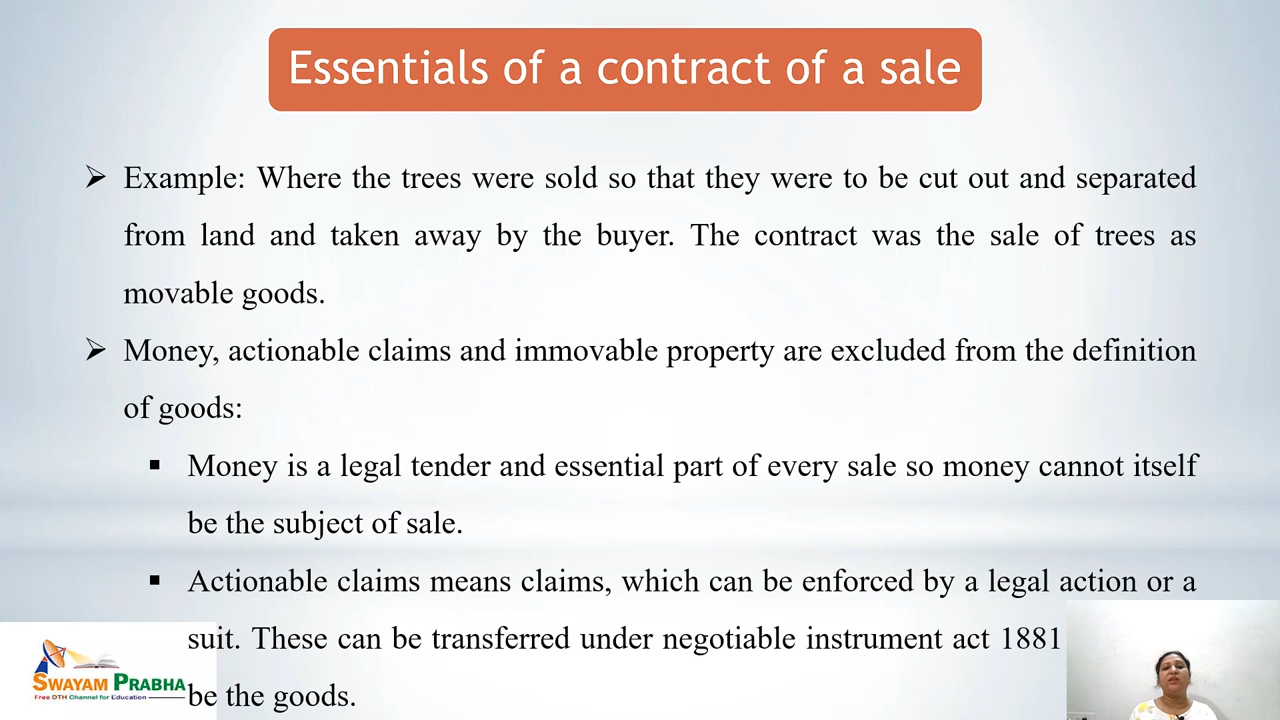 Essentials of a contract of a sale
Example: Where the trees were sold so that they were to be cut out and separated
from land and taken away by the buyer. The contract was the sale of trees as
movable goods.
Money, actionable claims and immovable property are excluded from the definition
of goods:
Money is a legal tender and essential part of every sale so money cannot itself
be the subject of sale.
Actionable claims means claims, which can be enforced by a legal action or a
suit. These can be transferred under negotiable instrument act 1881
be the goods.
SWAYAM PRABHA
Free DTH Channel for Education